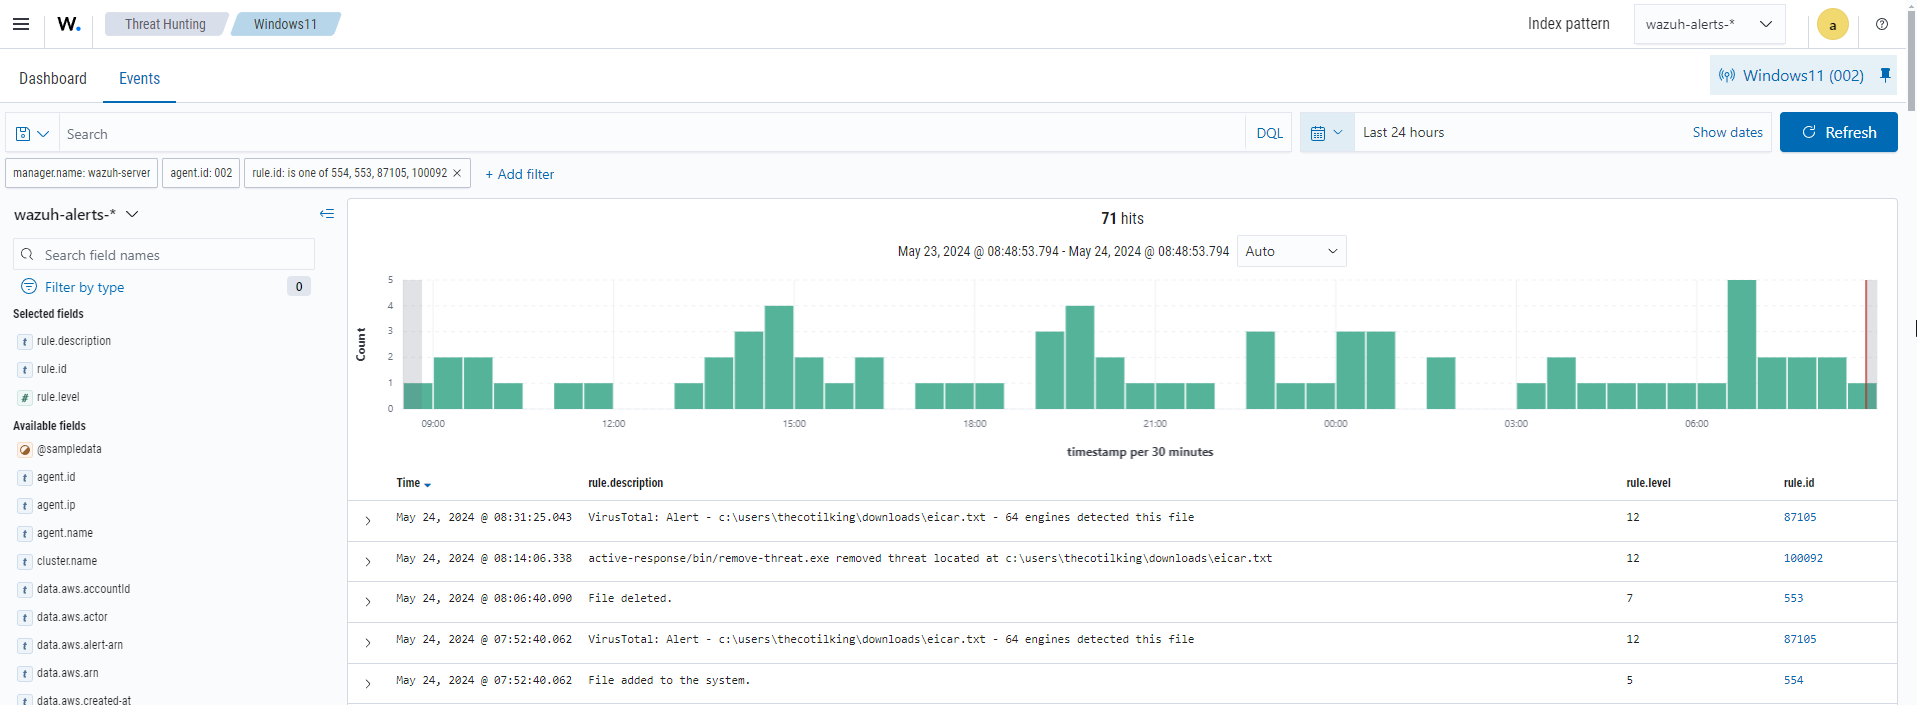 W. Threat Hunting Windows11 Index pattern wazuh-alerts-* a
Dashboard Events Windows11 (002)
Search DQL Last 24 hours Show dates Refresh
manager.name: wazuh-server agent.id: 002 rule.id: is one of 554, 553, 87105, 100092 × + Add filter
wazuh-alerts-*
Search field names
Filter by type 0
Selected fields
t rule.description
t rule.id
# rule.level
Available fields
@sampledata
t agent.id
t agent.ip
t agent.name
t cluster.name
t data.aws.accountId
t data.aws.actor
t data.aws.alert-arn
t data.aws.arn
t data.aws.created-at
71 hits
May 23, 2024 @ 08:48:53.794 - May 24, 2024 @ 08:48:53.794 Auto
Count
5
4
3
2
1
0
09:00 12:00 15:00 18:00 21:00 00:00 03:00 06:00
timestamp per 30 minutes
Time rule.description rule.level rule.id
May 24, 2024 @ 08:31:25.043 VirusTotal: Alert - c:\users\thecotilking\downloads\eicar.txt - 64 engines detected this file 12 87105
May 24, 2024 @ 08:14:06.338 active-response/bin/remove-threat.exe removed threat located at c:\users\thecotilking\downloads\eicar.txt 12 100092
May 24, 2024 @ 08:06:40.090 File deleted. 7 553
May 24, 2024 @ 07:52:40.062 VirusTotal: Alert - c:\users\thecotilking\downloads\eicar.txt - 64 engines detected this file 12 87105
May 24, 2024 @ 07:52:40.062 File added to the system. 5 554